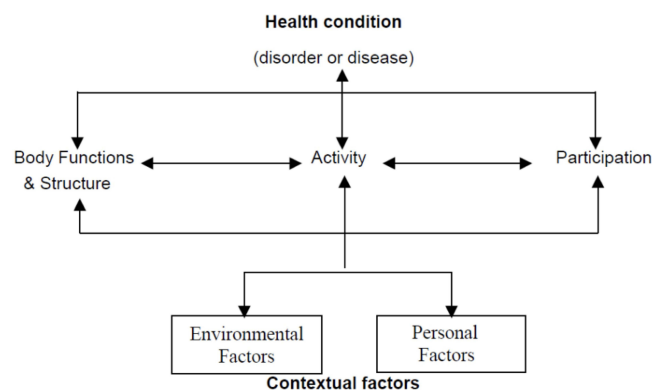 Health condition
(disorder or disease)
Body Functions
& Structure
Activity
Participation
Environmental
Factors
Personal
Factors
Contextual factors